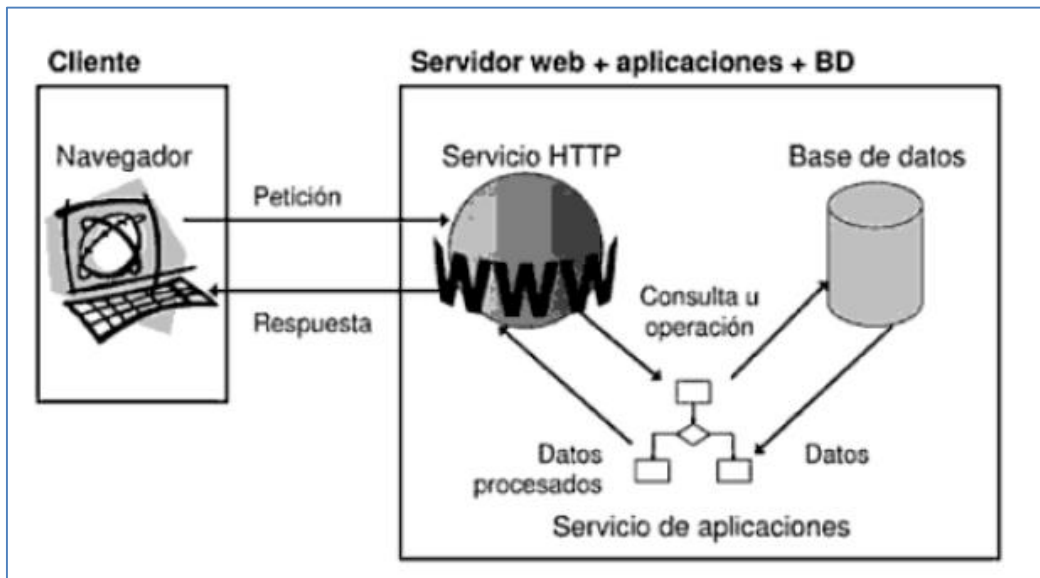 Cliente
Servidor web + aplicaciones + BD
Navegador
Servicio HTTP
Base de datos
Petición
WWW
Respuesta
Consulta u
operación
Datos
procesados
Datos
Servicio de aplicaciones